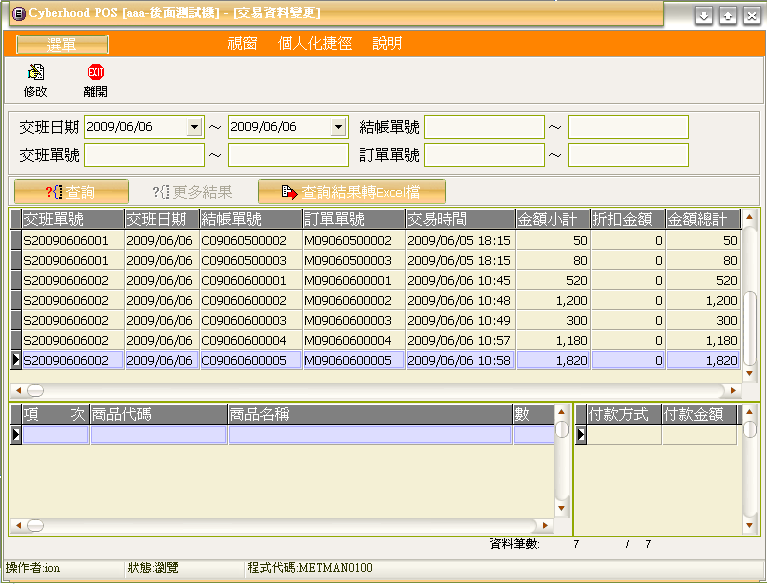 Cyberhood POS [aaa-後面測試機] - [交易資料變更]
選單 視窗 個人化捷徑 說明
EXIT
修改 離開
交班日期 2009/06/06 ～ 2009/06/06 結帳單號 ～
交班單號 ～ 訂單單號 ～
?{} 查詢 ?{} 更多結果 查詢結果轉Excel檔
交班單號 交班日期 結帳單號 訂單單號 交易時間 金額小計 折扣金額 金額總計
S20090606001 2009/06/06 C09060500002 M09060500002 2009/06/05 18:15 50 0 50
S20090606001 2009/06/06 C09060500003 M09060500003 2009/06/05 18:15 80 0 80
S20090606002 2009/06/06 C09060600001 M09060600001 2009/06/06 10:45 520 0 520
S20090606002 2009/06/06 C09060600002 M09060600002 2009/06/06 10:48 1,200 0 1,200
S20090606002 2009/06/06 C09060600003 M09060600003 2009/06/06 10:49 300 0 300
S20090606002 2009/06/06 C09060600004 M09060600004 2009/06/06 10:57 1,180 0 1,180
S20090606002 2009/06/06 C09060600005 M09060600005 2009/06/06 10:58 1,820 0 1,820
項 次 商品代碼 商品名稱 數 付款方式 付款金額
資料筆數: 7 / 7
操作者:ion 狀態:瀏覽 程式代碼:METMAN0100